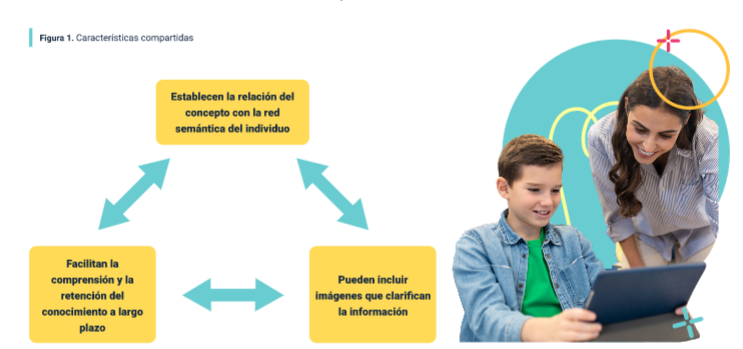 Figura 1. Características compartidas
Establecen la relación del
concepto con la red
semántica del individuo
Facilitan la
comprensión y la
retención del
conocimiento a largo
plazo
Pueden incluir
imágenes que clarifican
la información